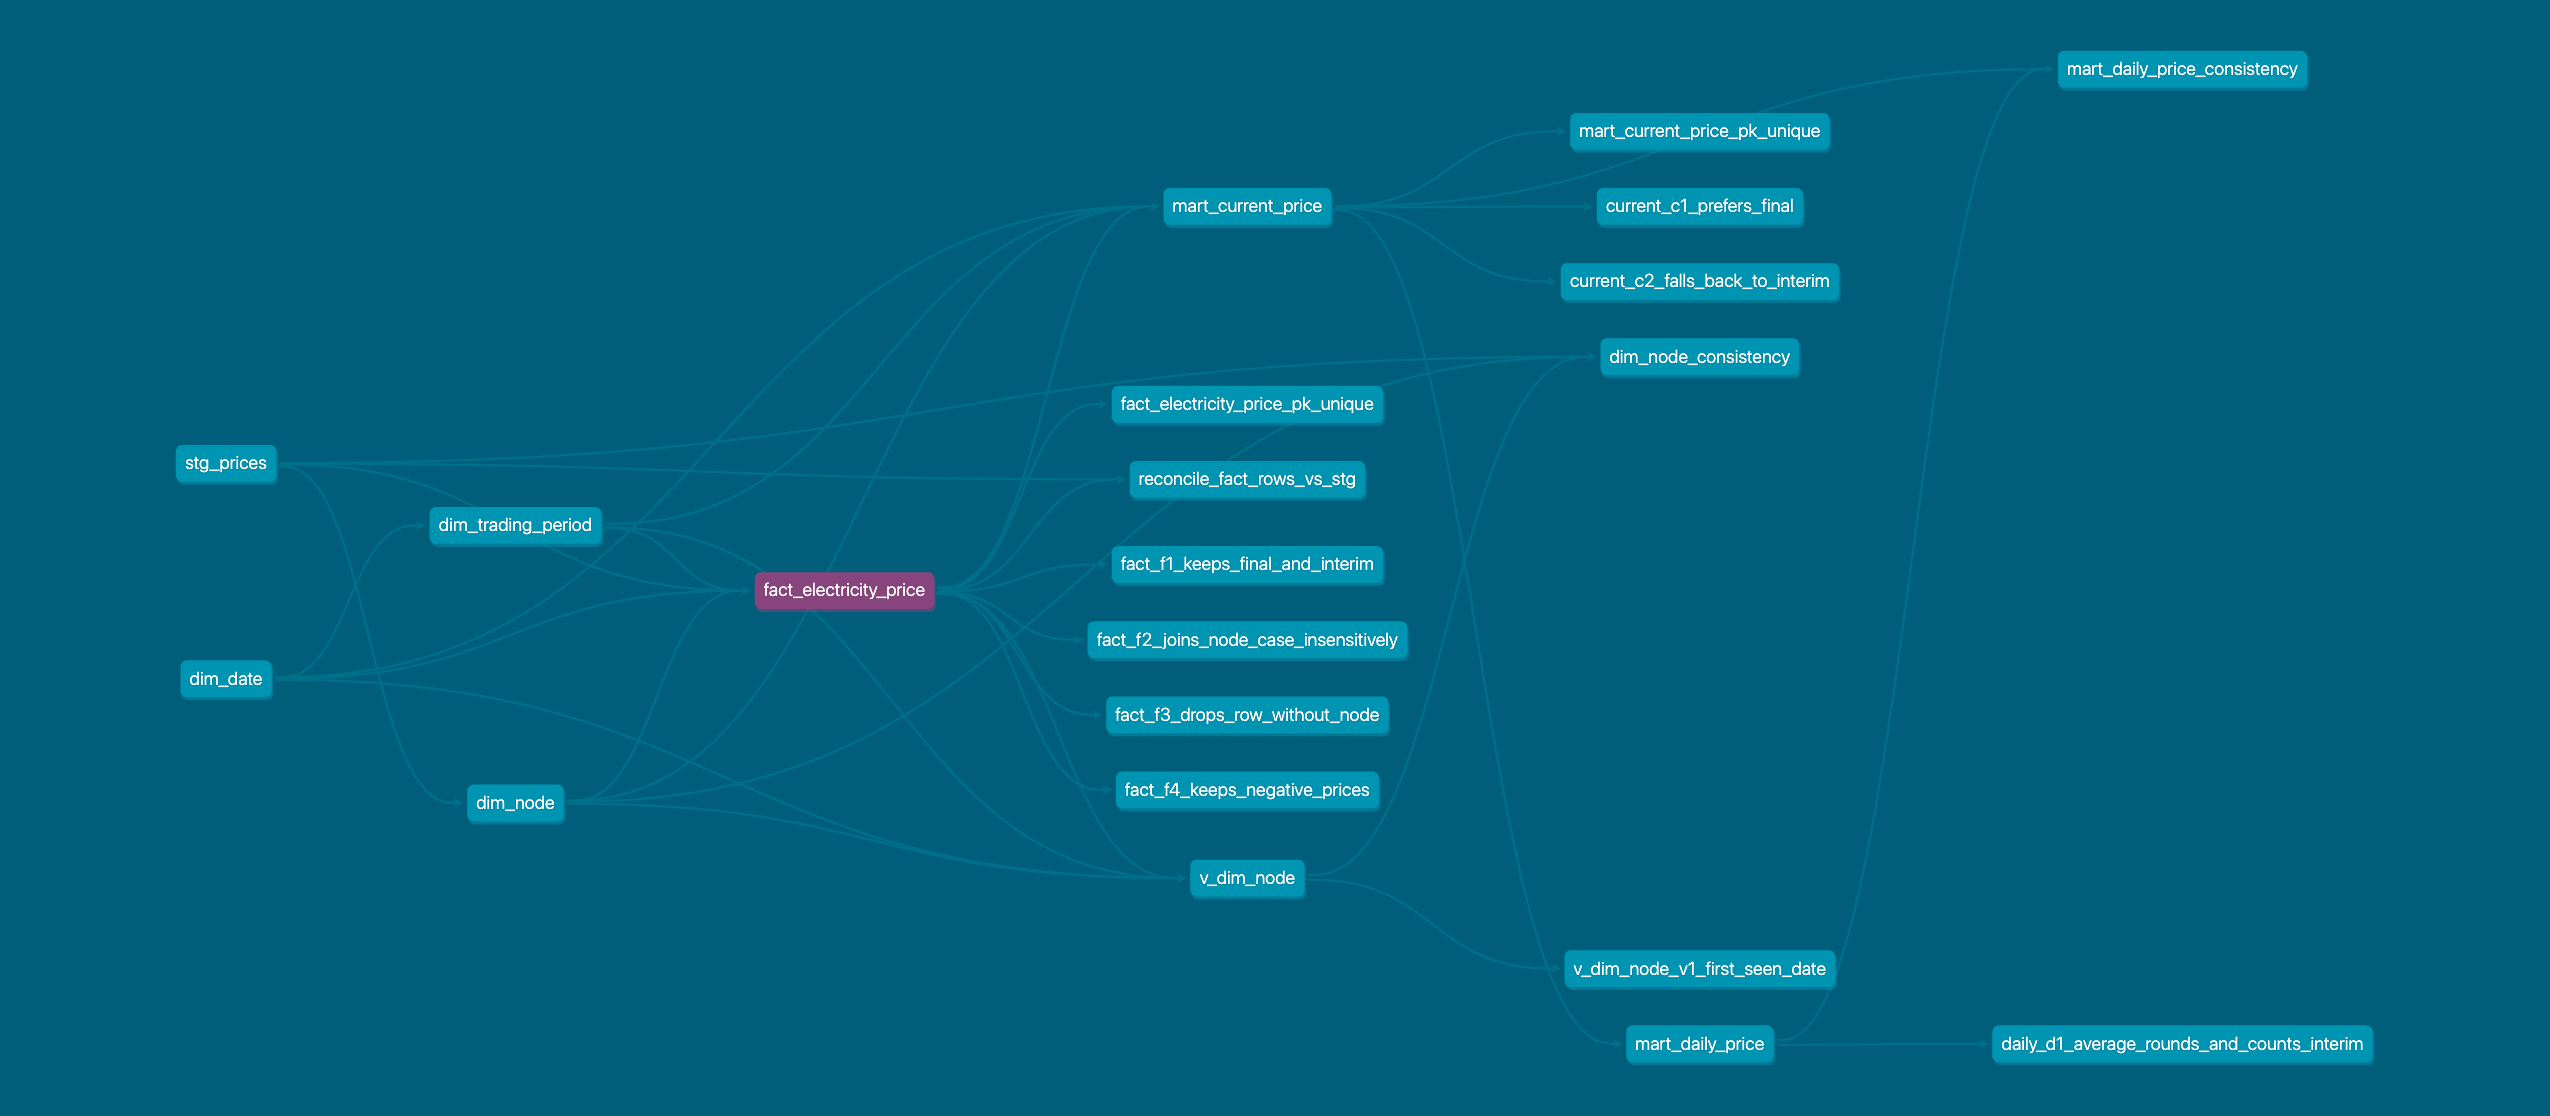 mart_daily_price_consistency
mart_current_price_pk_unique
mart_current_price
current_c1_prefers_final
current_c2_falls_back_to_interim
dim_node_consistency
fact_electricity_price_pk_unique
stg_prices
reconcile_fact_rows_vs_stg
dim_trading_period
fact_f1_keeps_final_and_interim
fact_electricity_price
fact_f2_joins_node_case_insensitively
dim_date
fact_f3_drops_row_without_node
fact_f4_keeps_negative_prices
dim_node
v_dim_node
v_dim_node_v1_first_seen_date
mart_daily_price
daily_d1_average_rounds_and_counts_interim